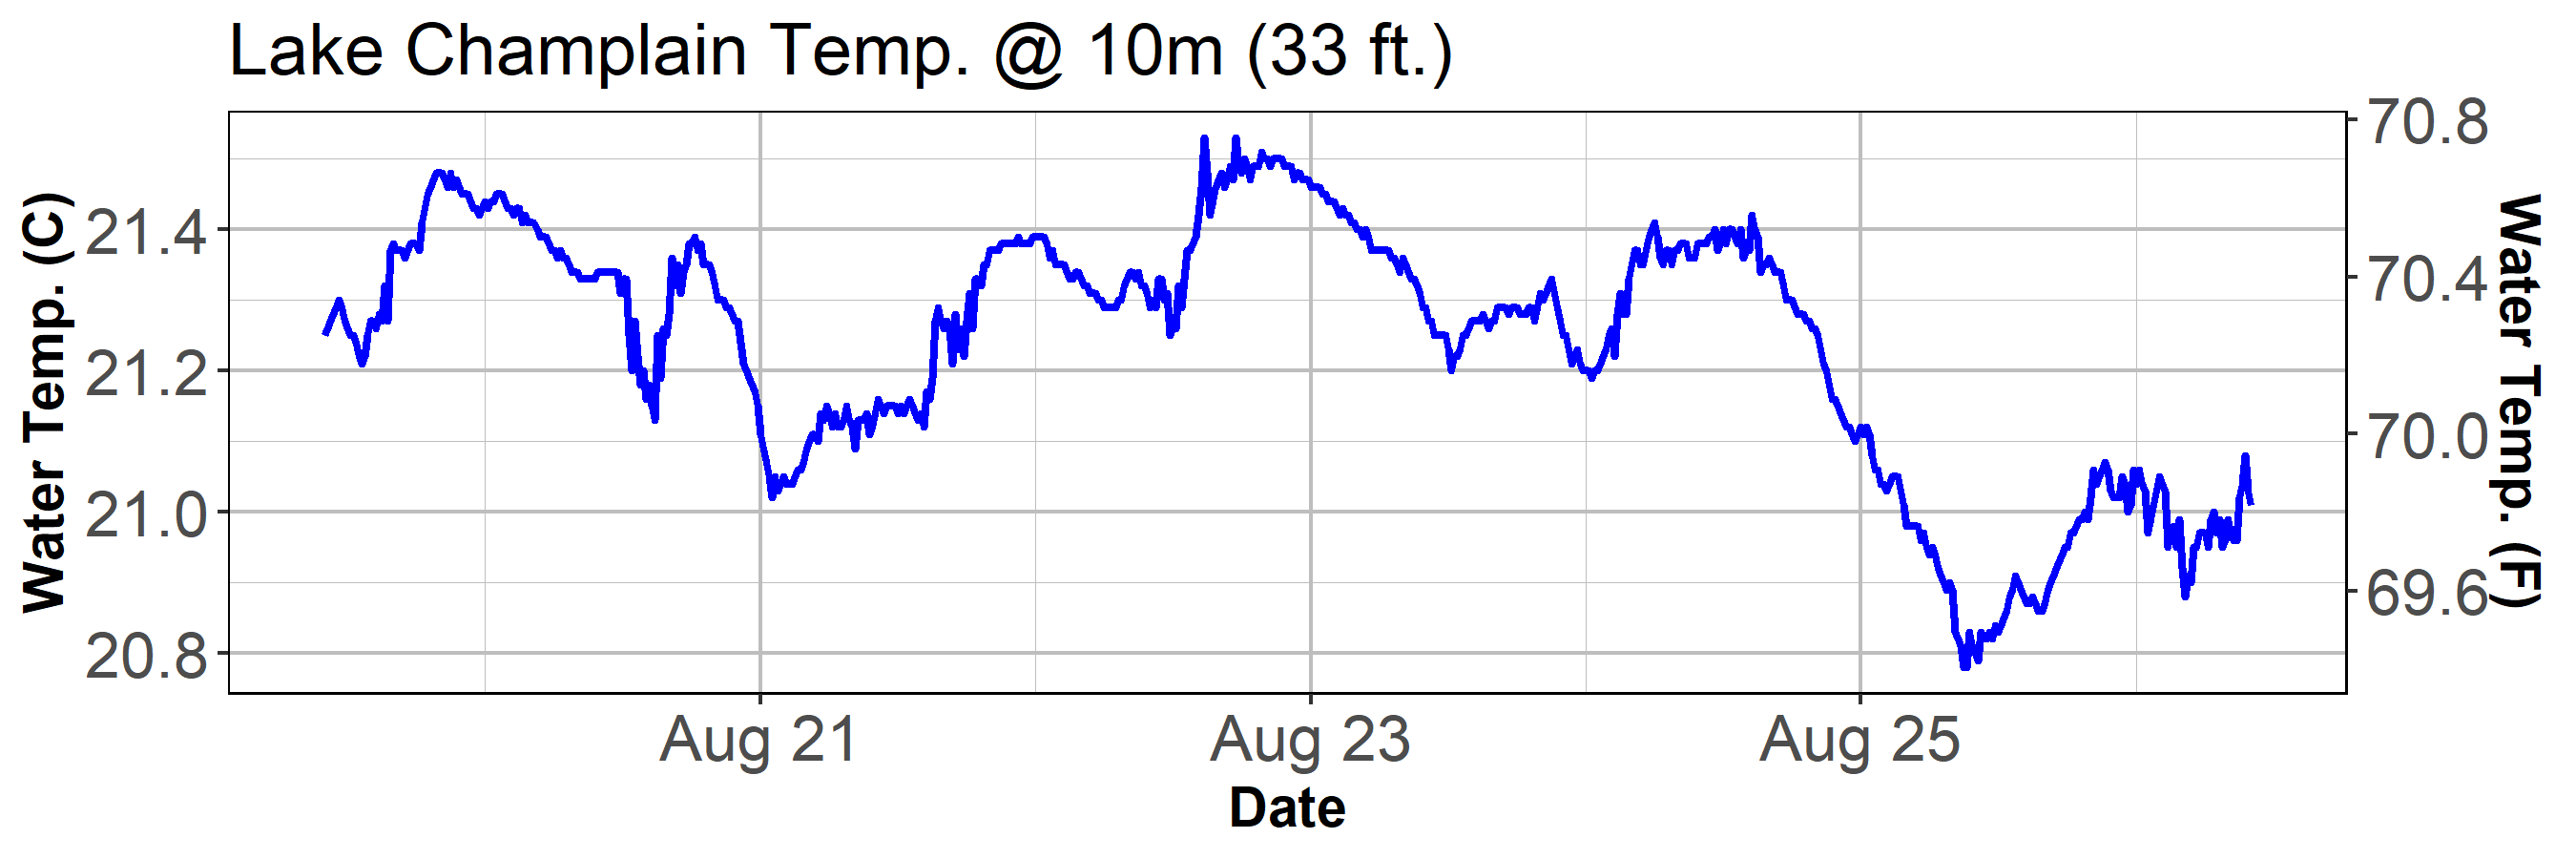 Lake Champlain Temp. @ 10m (33 ft.)
Water Temp. (C)
21.4
21.2
21.0
20.8
70.8
70.4
70.0
69.6
Water Temp. (F)
Aug 21
Aug 23
Aug 25
Date